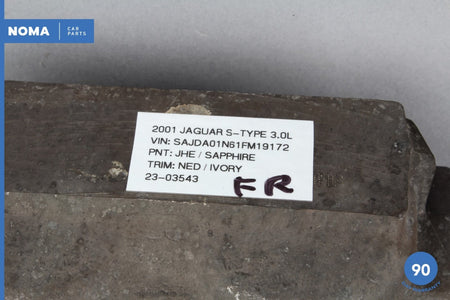 NOMA CAR PARTS
2001 JAGUAR S-TYPE 3.0L
VIN: SAJDA01N61FM19172
PNT: JHE / SAPPHIRE
TRIM: NED / IVORY
23-03543
FR
90